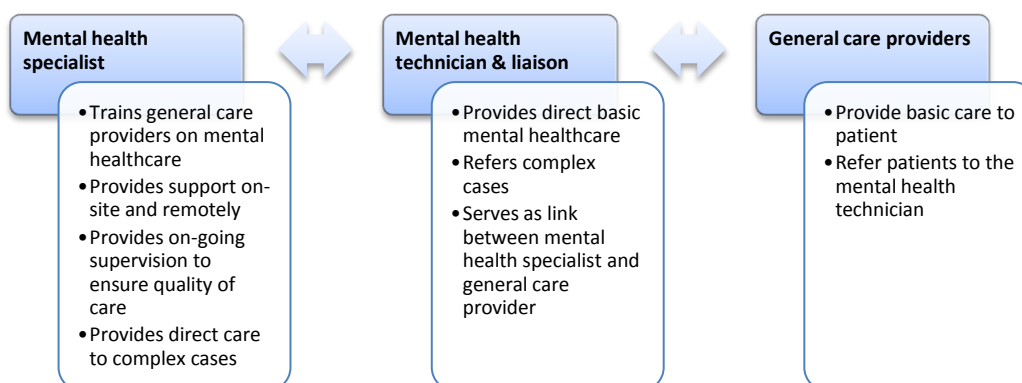 Mental health
specialist
•Trains general care
providers on mental
healthcare
•Provides support on-
site and remotely
•Provides on-going
supervision to
ensure quality of
care
•Provides direct care
to complex cases
Mental health
technician & liaison
•Provides direct basic
mental healthcare
•Refers complex
cases
•Serves as link
between mental
health specialist and
general care
provider
General care providers
•Provide basic care to
patient
•Refer patients to the
mental health
technician